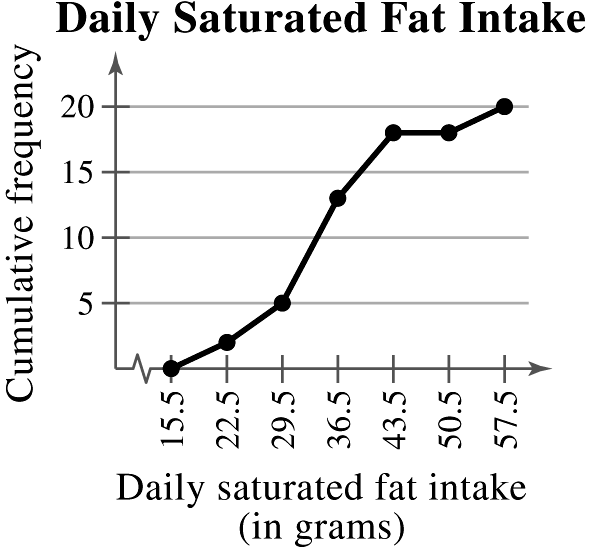 Daily Saturated Fat Intake
Cumulative frequency
20
15
10
5
15.5
22.5
29.5
36.5
43.5
50.5
57.5
Daily saturated fat intake
(in grams)